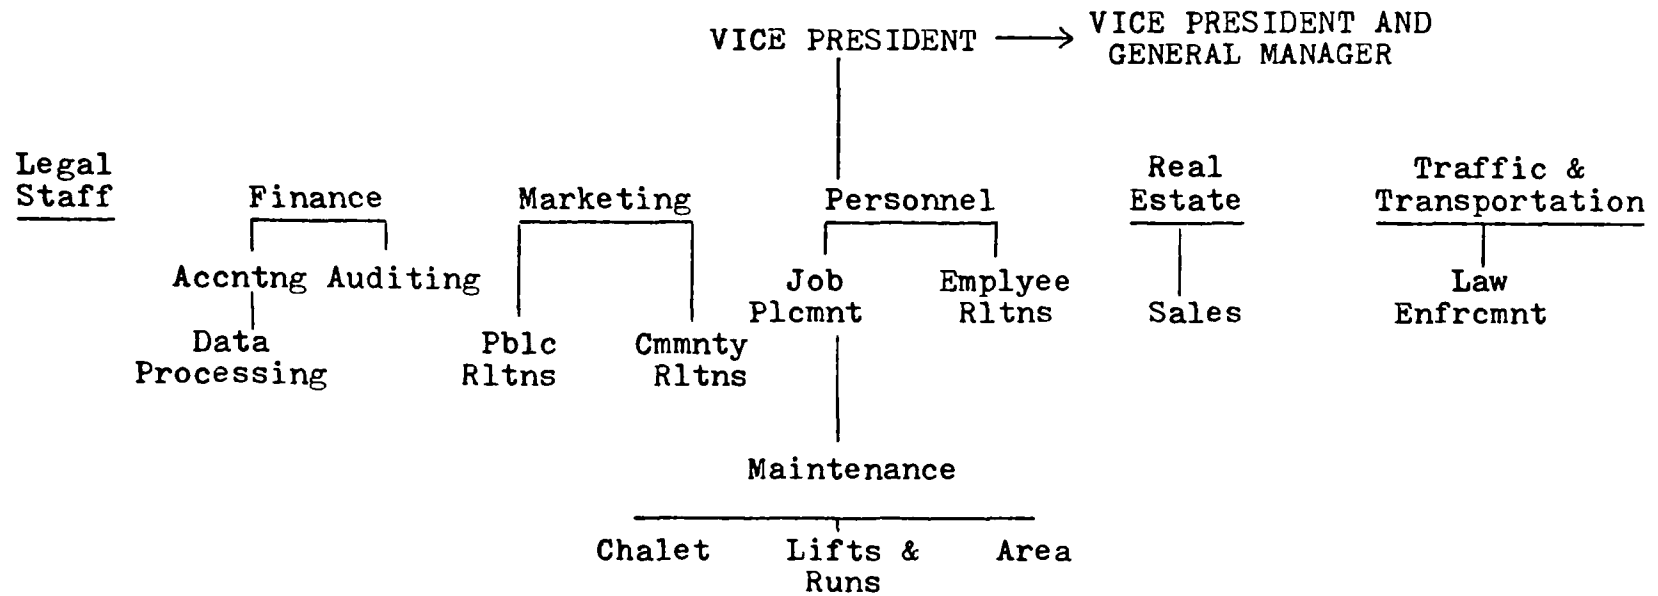 VICE PRESIDENT
VICE PRESIDENT AND
GENERAL MANAGER
Legal
Staff
Finance
Marketing
Personnel
Real
Estate
Traffic &
Transportation
Accntng
Auditing
Data
Processing
Pblc
Rltns
Cmmnty
Rltns
Job
Plcmnt
Emplyee
Rltns
Sales
Law
Enfrcmnt
Maintenance
Chalet
Lifts &
Runs
Area